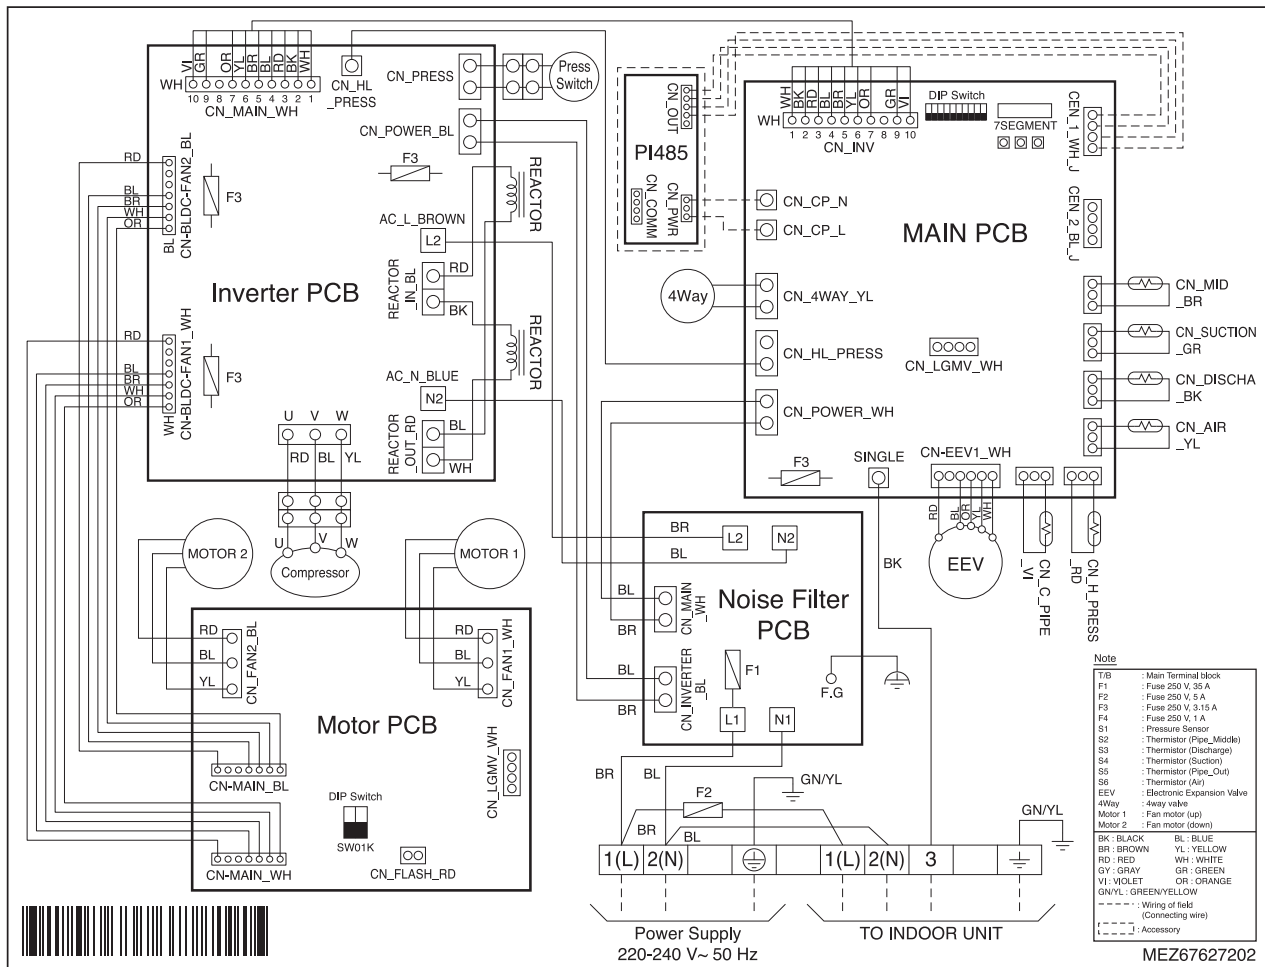 VI GR OR YL BR BL RD BK WH
WH
10 9 8 7 6 5 4 3 2 1
CN_MAIN_WH
CN_HL
_PRESS
CN_PRESS
Press
Switch
CN_POWER_BL
F3
REACTOR
AC_L_BROWN
L2
REACTOR
_IN_BL
RD
BK
REACTOR
AC_N_BLUE
N2
REACTOR
_OUT_RD
BL
WH
Inverter PCB
RD
BL
BR
WH
OR
BL
CN-BLDC-FAN2_BL
F3
RD
BL
BR
WH
OR
WH
CN-BLDC-FAN1_WH
F3
U V W
RD BL YL
U V W
Compressor
MOTOR 2
MOTOR 1
RD
BL
YL
CN_FAN2_BL
RD
BL
YL
CN_FAN1_WH
Motor PCB
CN-MAIN_BL
DIP Switch
SW01K
CN_LGMV_WH
CN-MAIN_WH
CN_FLASH_RD
CN_OUT
PI485
CN_COMM
CN_PWR
WH BK RD BL BR YL OR GR VI
WH
1 2 3 4 5 6 7 8 9 10
CN_INV
DIP Switch
7SEGMENT
CEN_1_WH_J
CEN_2_BL_J
CN_CP_N
CN_CP_L
MAIN PCB
4Way
CN_4WAY_YL
CN_HL_PRESS
CN_LGMV_WH
CN_POWER_WH
CN_MID
_BR
CN_SUCTION
_GR
CN_DISCHA
_BK
CN_AIR
_YL
F3
SINGLE
CN-EEV1_WH
RD BL OR YL WH
EEV
CN_C_PIPE
_VI
CN_H_PRESS
_RD
BK
BR
L2
N2
BL
Noise Filter
PCB
BL
BR
CN_MAIN
_WH
BL
BR
CN_INVERTER
_BL
F1
F.G
L1
N1
BR
BL
GN/YL
F2
BR
BL
GN/YL
1(L) 2(N) 1(L) 2(N) 3
Power Supply
220-240 V~ 50 Hz
TO INDOOR UNIT
Note
T/B : Main Terminal block
F1 : Fuse 250 V, 35 A
F2 : Fuse 250 V, 5 A
F3 : Fuse 250 V, 3.15 A
F4 : Fuse 250 V, 1 A
S1 : Pressure Sensor
S2 : Thermistor (Pipe_Middle)
S3 : Thermistor (Discharge)
S4 : Thermistor (Suction)
S5 : Thermistor (Pipe_Out)
S6 : Thermistor (Air)
EEV : Electronic Expansion Valve
4Way : 4way valve
Motor 1 : Fan motor (up)
Motor 2 : Fan motor (down)
BK : BLACK BL : BLUE
BR : BROWN YL : YELLOW
RD : RED WH : WHITE
GY : GRAY GR : GREEN
VI : VIOLET OR : ORANGE
GN/YL : GREEN/YELLOW
: Wiring of field
(Connecting wire)
: Accessory
MEZ67627202